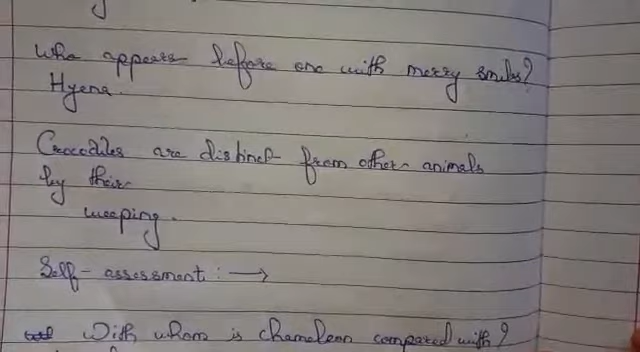 Who appears before one with merry smiles?
Hyena.
Crocodiles are distinct from other animals
by their
weeping.
Self-assessment: →
With whom is chameleon compared with?